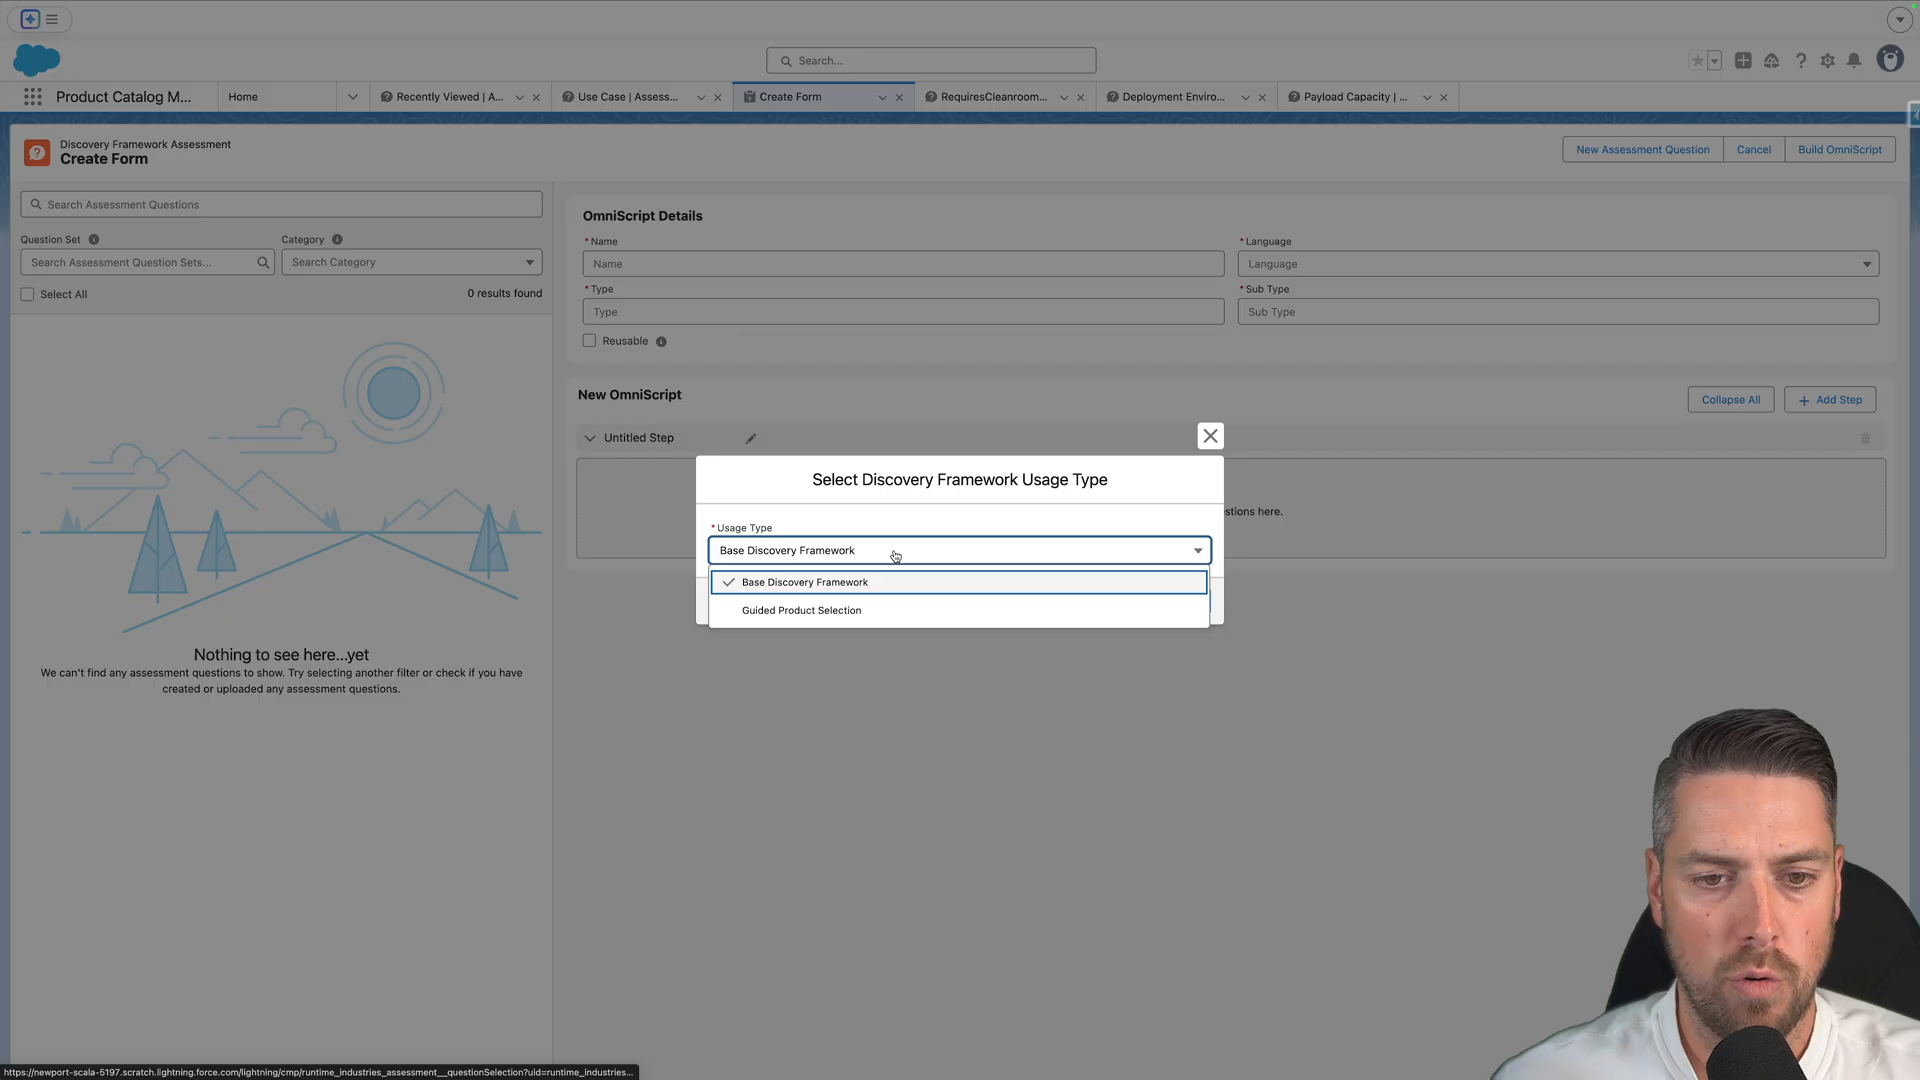 Search...
Product Catalog M...
Home
Recently Viewed | A...
Use Case | Assess...
Create Form
RequiresCleanroom...
Deployment Enviro...
Payload Capacity | ...
Discovery Framework Assessment
Create Form
New Assessment Question
Cancel
Build OmniScript
Search Assessment Questions
Question Set
Category
Search Assessment Question Sets...
Search Category
Select All
0 results found
Nothing to see here...yet
We can't find any assessment questions to show. Try selecting another filter or check if you have
created or uploaded any assessment questions.
OmniScript Details
* Name
* Language
Name
Language
* Type
* Sub Type
Type
Sub Type
Reusable
New OmniScript
Collapse All
Add Step
Untitled Step
stions here.
Select Discovery Framework Usage Type
* Usage Type
Base Discovery Framework
Base Discovery Framework
Guided Product Selection
https://newport-scala-5197.scratch.lightning.force.com/lightning/cmp/runtime_industries_assessment__questionSelection?uid=runtime_industries...